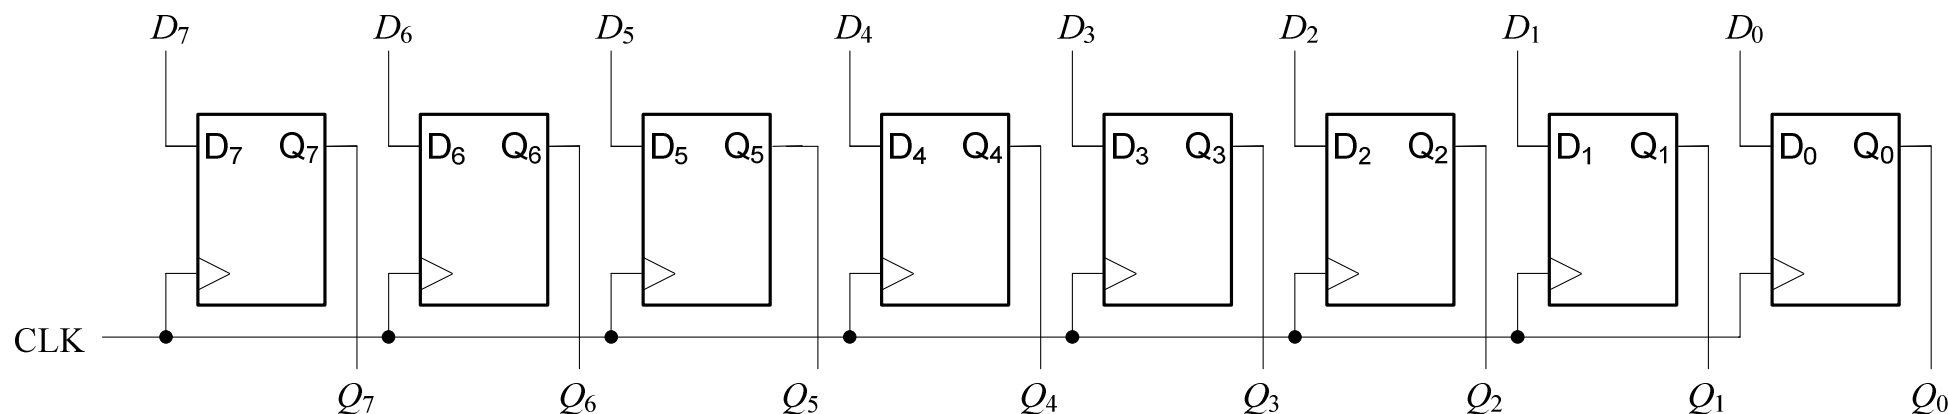 D₇ D₆ D₅ D₄ D₃ D₂ D₁ D₀
D₇ Q₇ D₆ Q₆ D₅ Q₅ D₄ Q₄ D₃ Q₃ D₂ Q₂ D₁ Q₁ D₀ Q₀
CLK
Q₇ Q₆ Q₅ Q₄ Q₃ Q₂ Q₁ Q₀